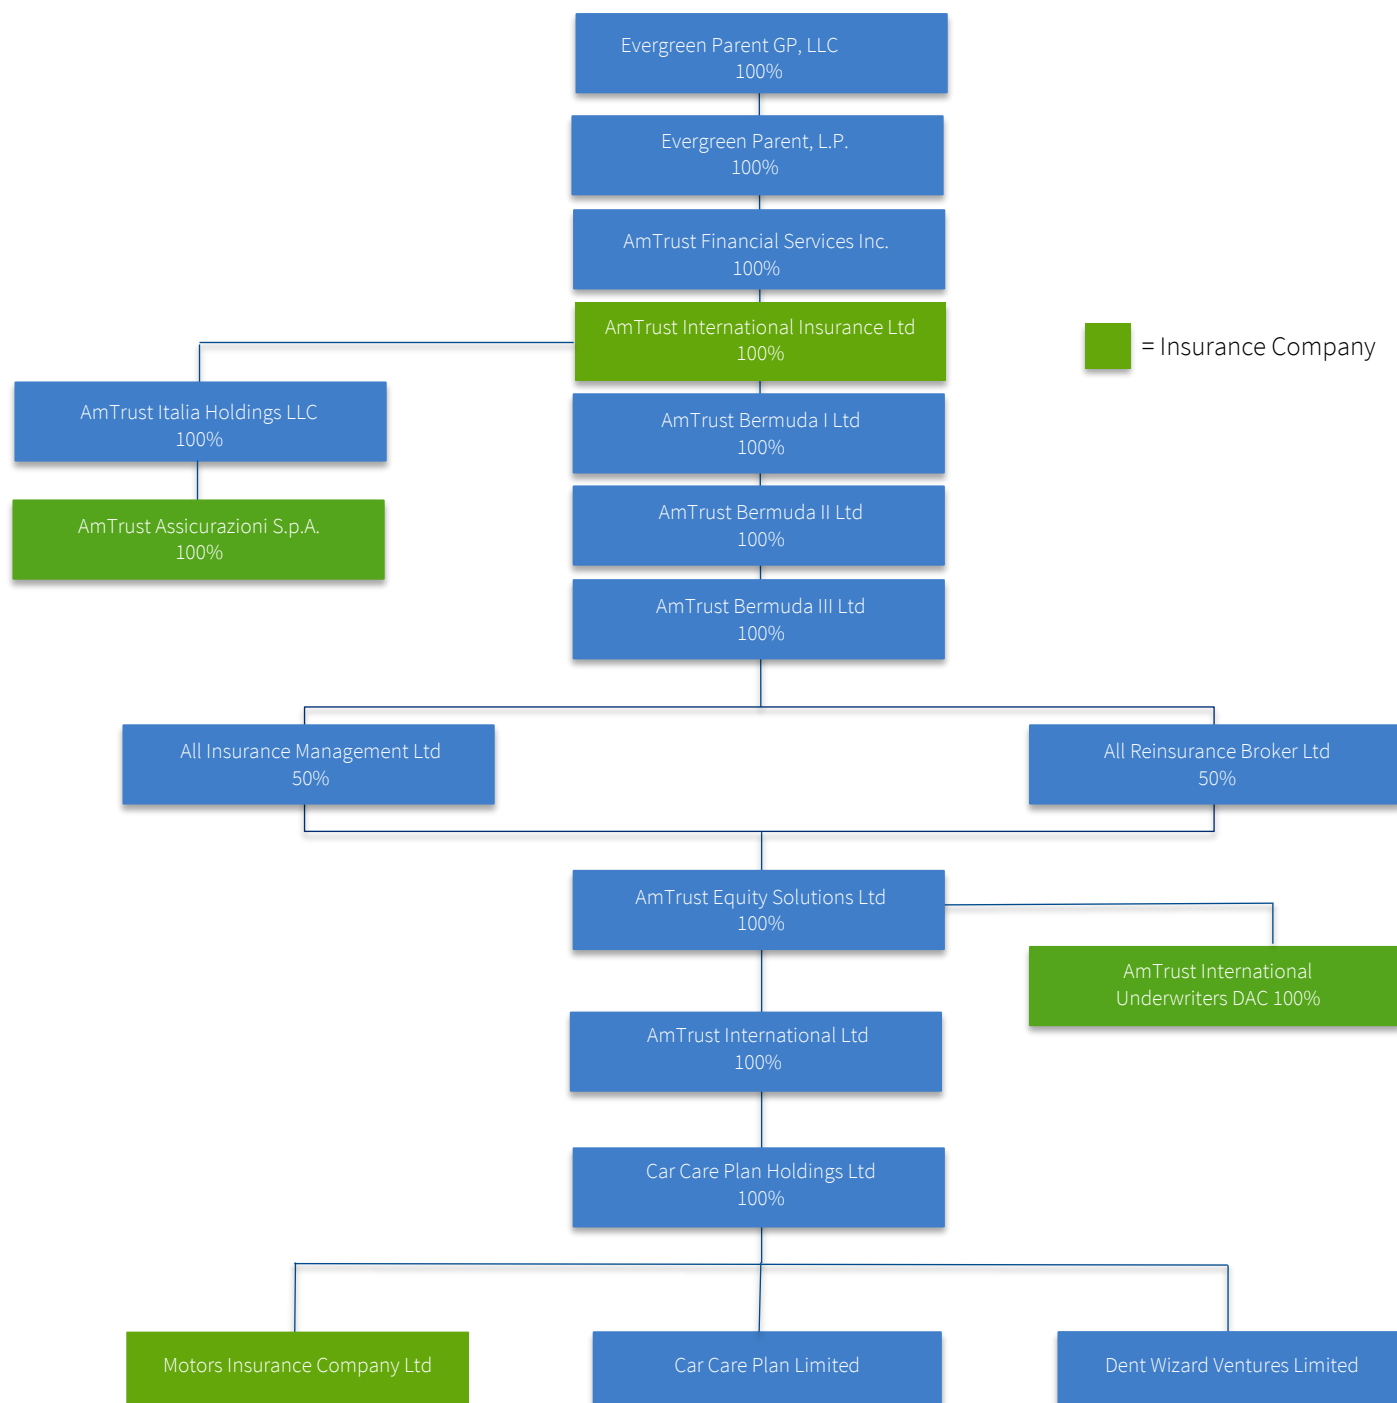 Evergreen Parent GP, LLC
100%
Evergreen Parent, L.P.
100%
AmTrust Financial Services Inc.
100%
AmTrust International Insurance Ltd
100%
= Insurance Company
AmTrust Italia Holdings LLC
100%
AmTrust Bermuda I Ltd
100%
AmTrust Assicurazioni S.p.A.
100%
AmTrust Bermuda II Ltd
100%
AmTrust Bermuda III Ltd
100%
All Insurance Management Ltd
50%
All Reinsurance Broker Ltd
50%
AmTrust Equity Solutions Ltd
100%
AmTrust International
Underwriters DAC 100%
AmTrust International Ltd
100%
Car Care Plan Holdings Ltd
100%
Motors Insurance Company Ltd
Car Care Plan Limited
Dent Wizard Ventures Limited